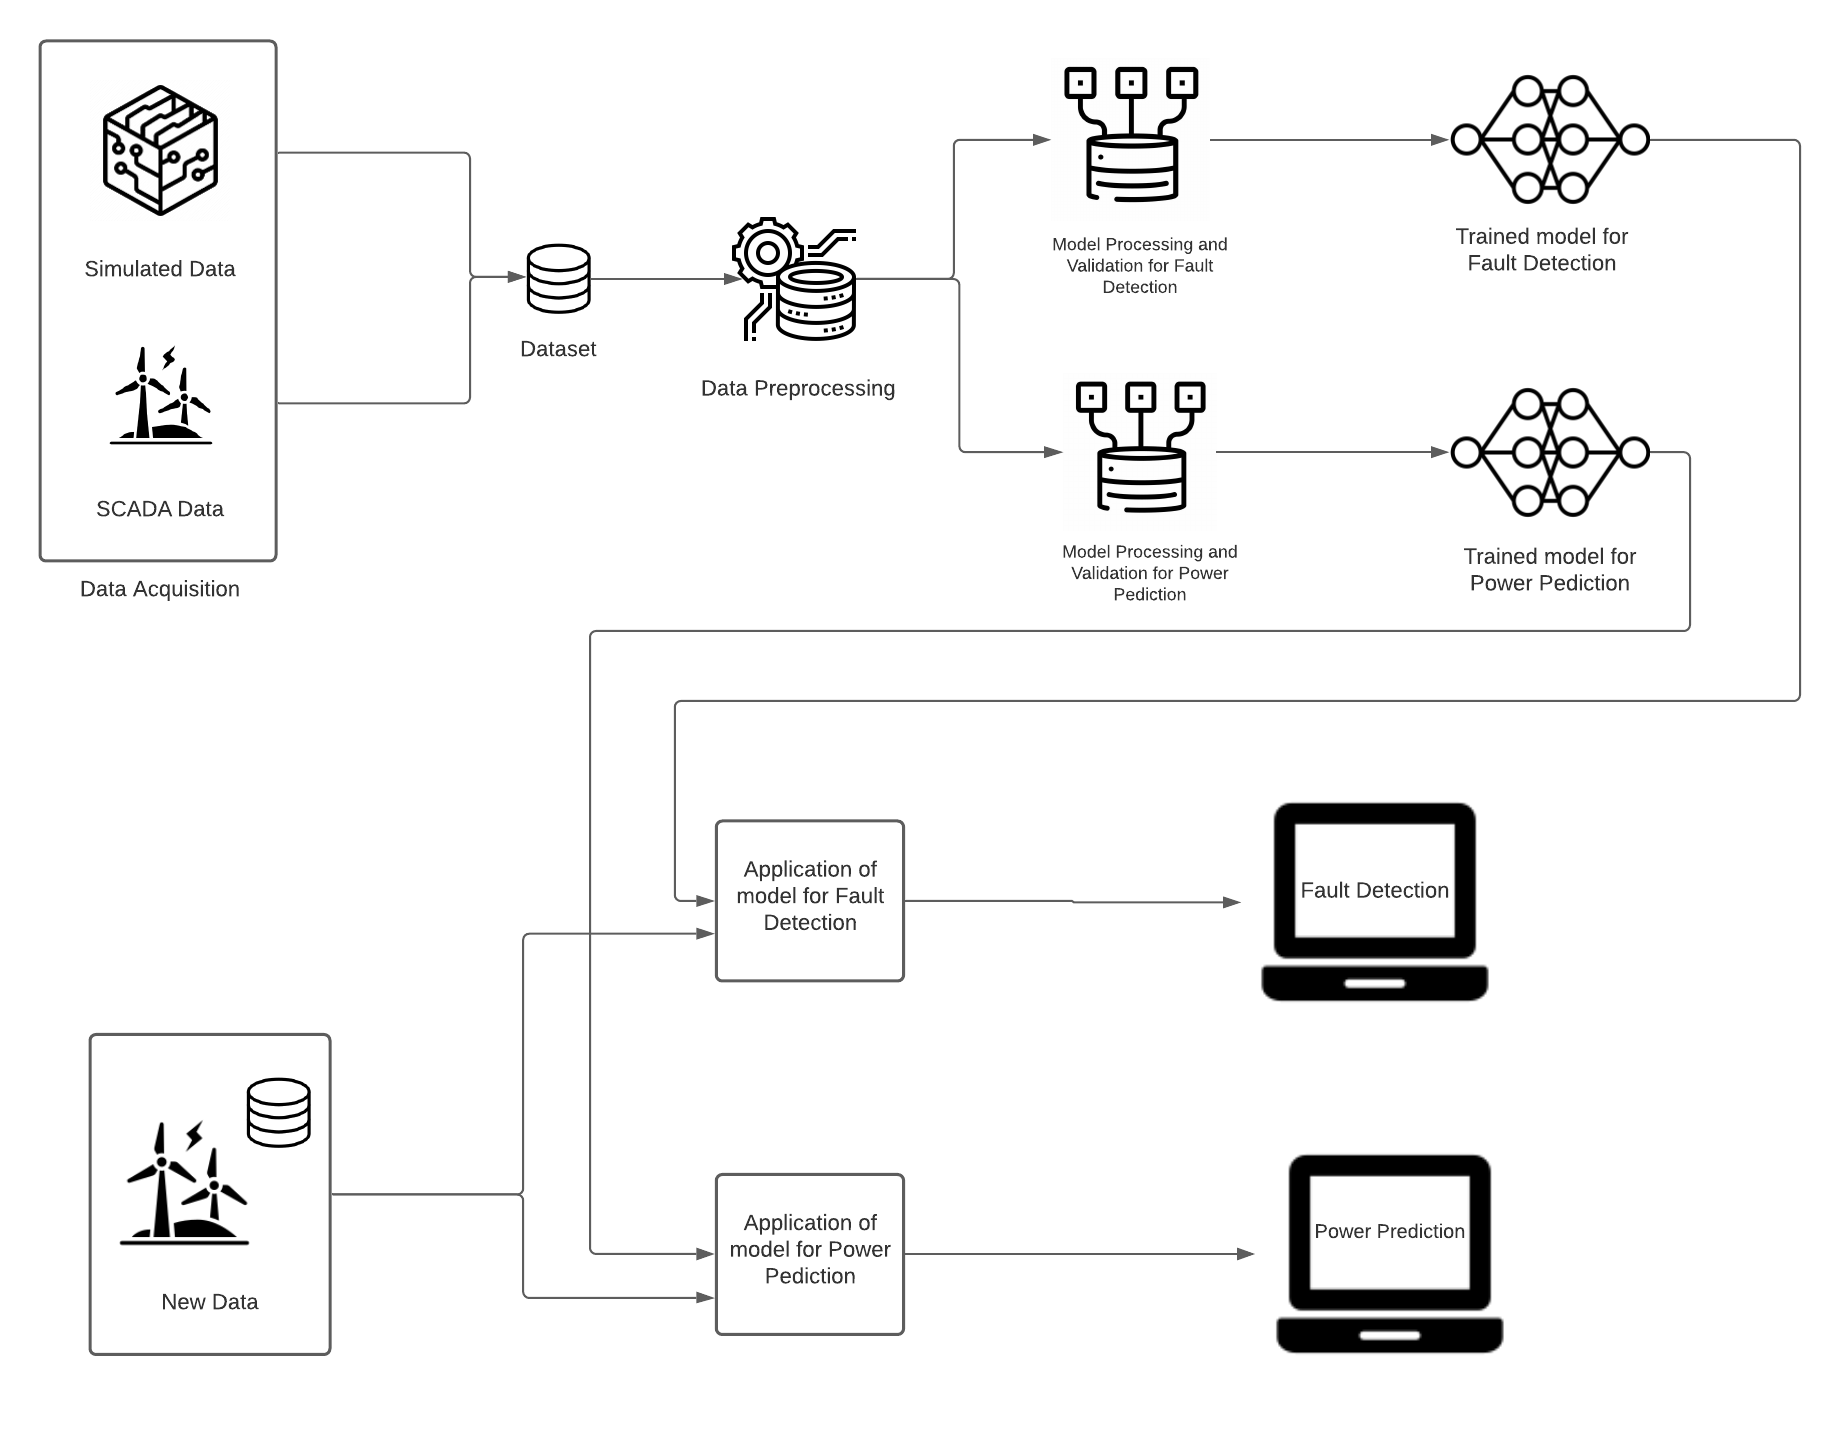 Simulated Data
SCADA Data
Data Acquisition
Dataset
Data Preprocessing
Model Processing and
Validation for Fault
Detection
Trained model for
Fault Detection
Model Processing and
Validation for Power
Pediction
Trained model for
Power Pediction
Application of
model for Fault
Detection
Fault Detection
New Data
Application of
model for Power
Pediction
Power Prediction